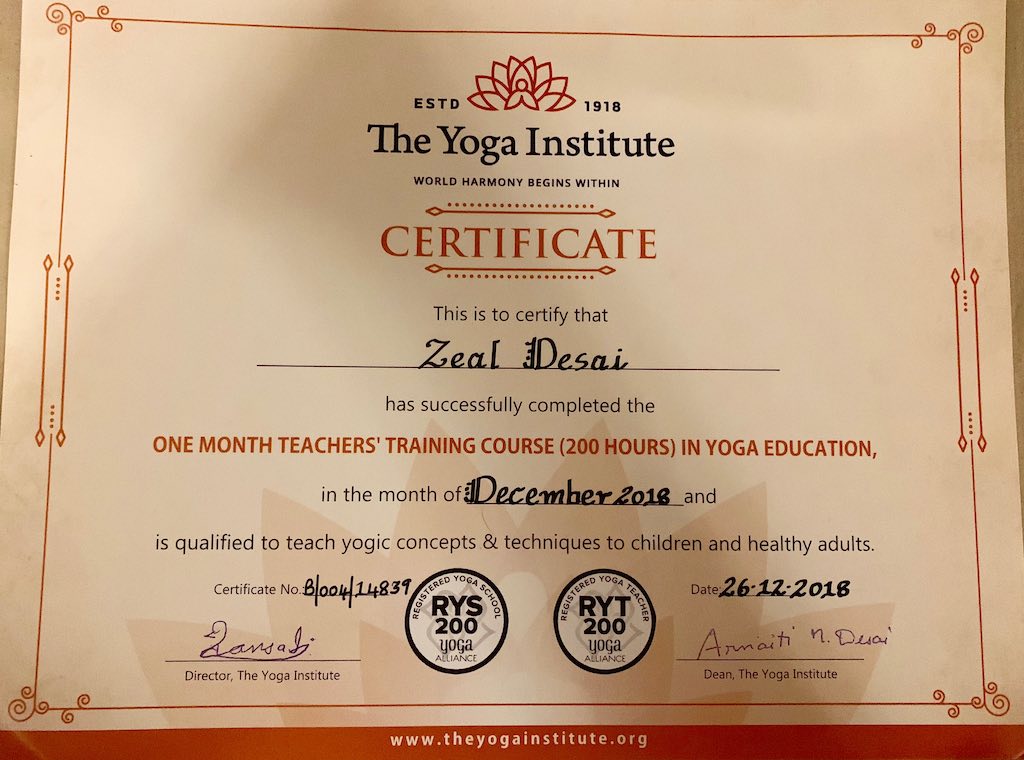 ESTD 1918
The Yoga Institute
WORLD HARMONY BEGINS WITHIN
CERTIFICATE
This is to certify that
Zeal Desai
has successfully completed the
ONE MONTH TEACHERS' TRAINING COURSE (200 HOURS) IN YOGA EDUCATION,
in the month of December 2018 and
is qualified to teach yogic concepts & techniques to children and healthy adults.
Certificate No.: B/004/14839
REGISTERED YOGA SCHOOL
RYS
200
yoga
ALLIANCE
REGISTERED YOGA TEACHER
RYT
200
yoga
ALLIANCE
Date: 26-12-2018
Director, The Yoga Institute
Armaiti N. Desai
Dean, The Yoga Institute
www.theyogainstitute.org